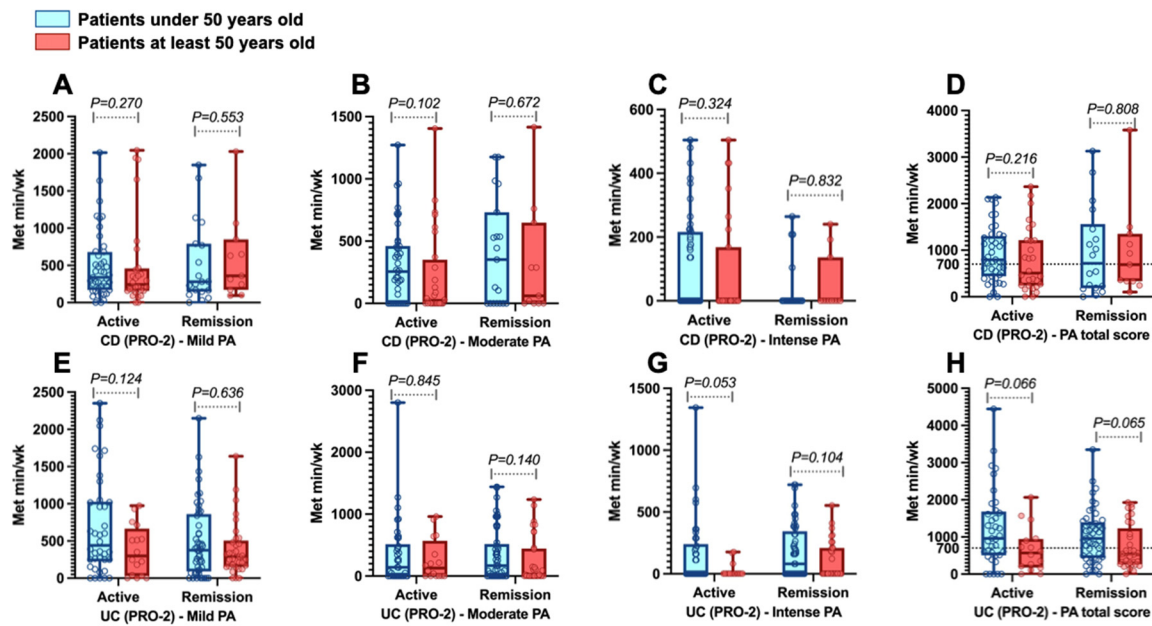 Patients under 50 years old
Patients at least 50 years old
A
P=0.270
P=0.553
Met min/wk
2500
2000
1500
1000
500
0
Active
Remission
CD (PRO-2) - Mild PA
B
P=0.102
P=0.672
Met min/wk
1500
1000
500
0
Active
Remission
CD (PRO-2) - Moderate PA
C
P=0.324
P=0.832
Met min/wk
600
400
200
0
Active
Remission
CD (PRO-2) - Intense PA
D
P=0.808
P=0.216
Met min/wk
4000
3000
2000
1000
700
0
Active
Remission
CD (PRO-2) - PA total score
E
P=0.124
P=0.636
Met min/wk
2500
2000
1500
1000
500
0
Active
Remission
UC (PRO-2) - Mild PA
F
P=0.845
P=0.140
Met min/wk
3000
2000
1000
0
Active
Remission
UC (PRO-2) - Moderate PA
G
P=0.053
P=0.104
Met min/wk
1500
1000
500
0
Active
Remission
UC (PRO-2) - Intense PA
H
P=0.066
P=0.065
Met min/wk
5000
4000
3000
2000
1000
700
0
Active
Remission
UC (PRO-2) - PA total score